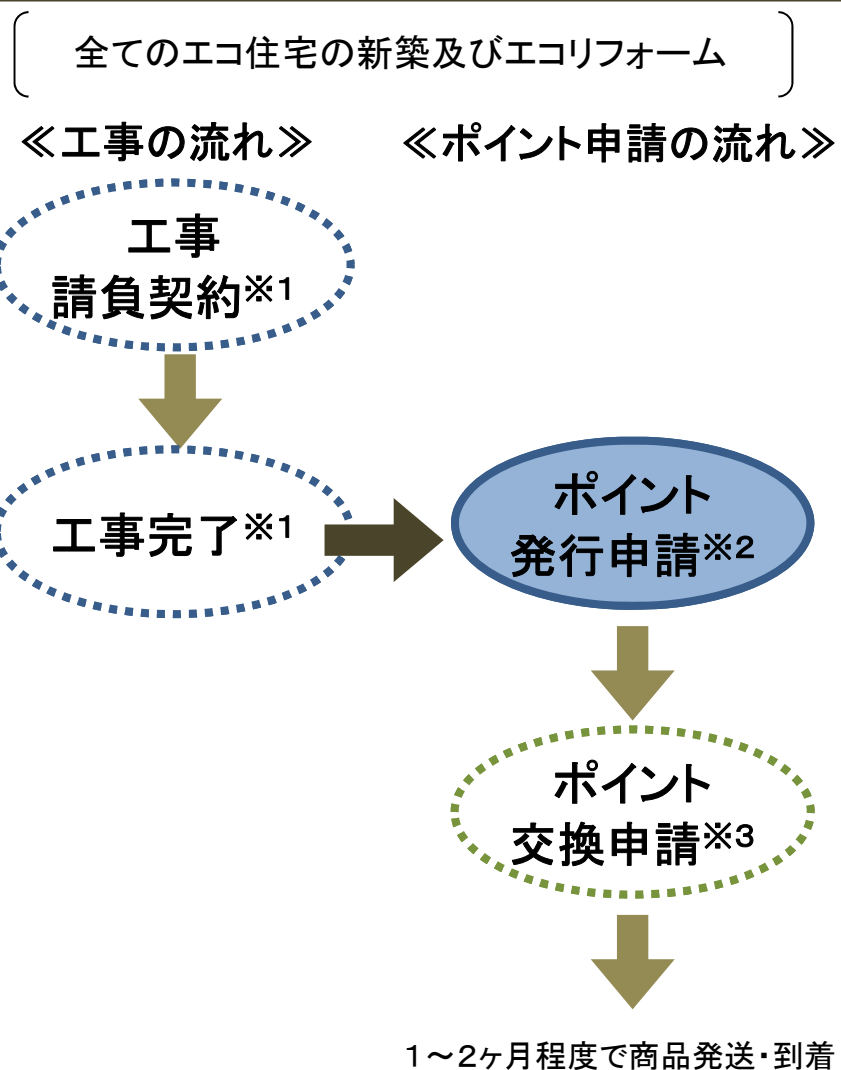 全てのエコ住宅の新築及びエコリフォーム
≪工事の流れ≫
≪ポイント申請の流れ≫
工事
請負契約※1
工事完了※1
ポイント
発行申請※2
ポイント
交換申請※3
1～2ヶ月程度で商品発送・到着